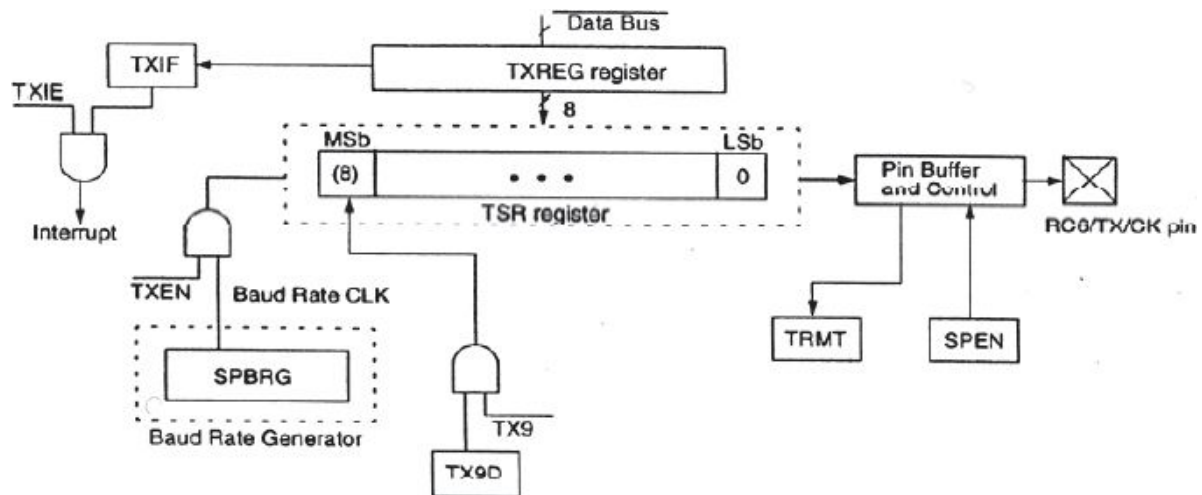 Data Bus
TXIF
TXREG register
TXIE
8
MSb
LSb
(8)
• • •
0
Pin Buffer
and Control
TSR register
Interrupt
RC6/TX/CK pin
TXEN
Baud Rate CLK
TRMT
SPEN
SPBRG
TX9
Baud Rate Generator
TX9D